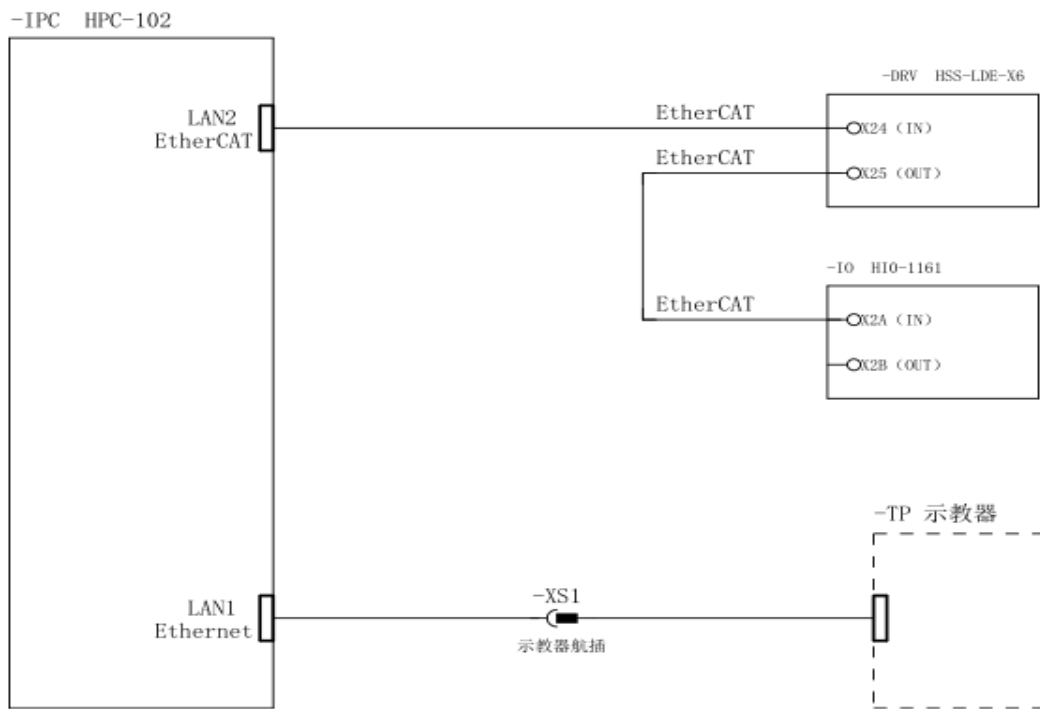 -IPC HPC-102
-DRV HSS-LDE-X6
LAN2
EtherCAT
EtherCAT
X24 (IN)
EtherCAT
X25 (OUT)
-IO HIO-1161
EtherCAT
X2A (IN)
X2B (OUT)
-TP 示教器
-XS1
LAN1
Ethernet
示教器航插